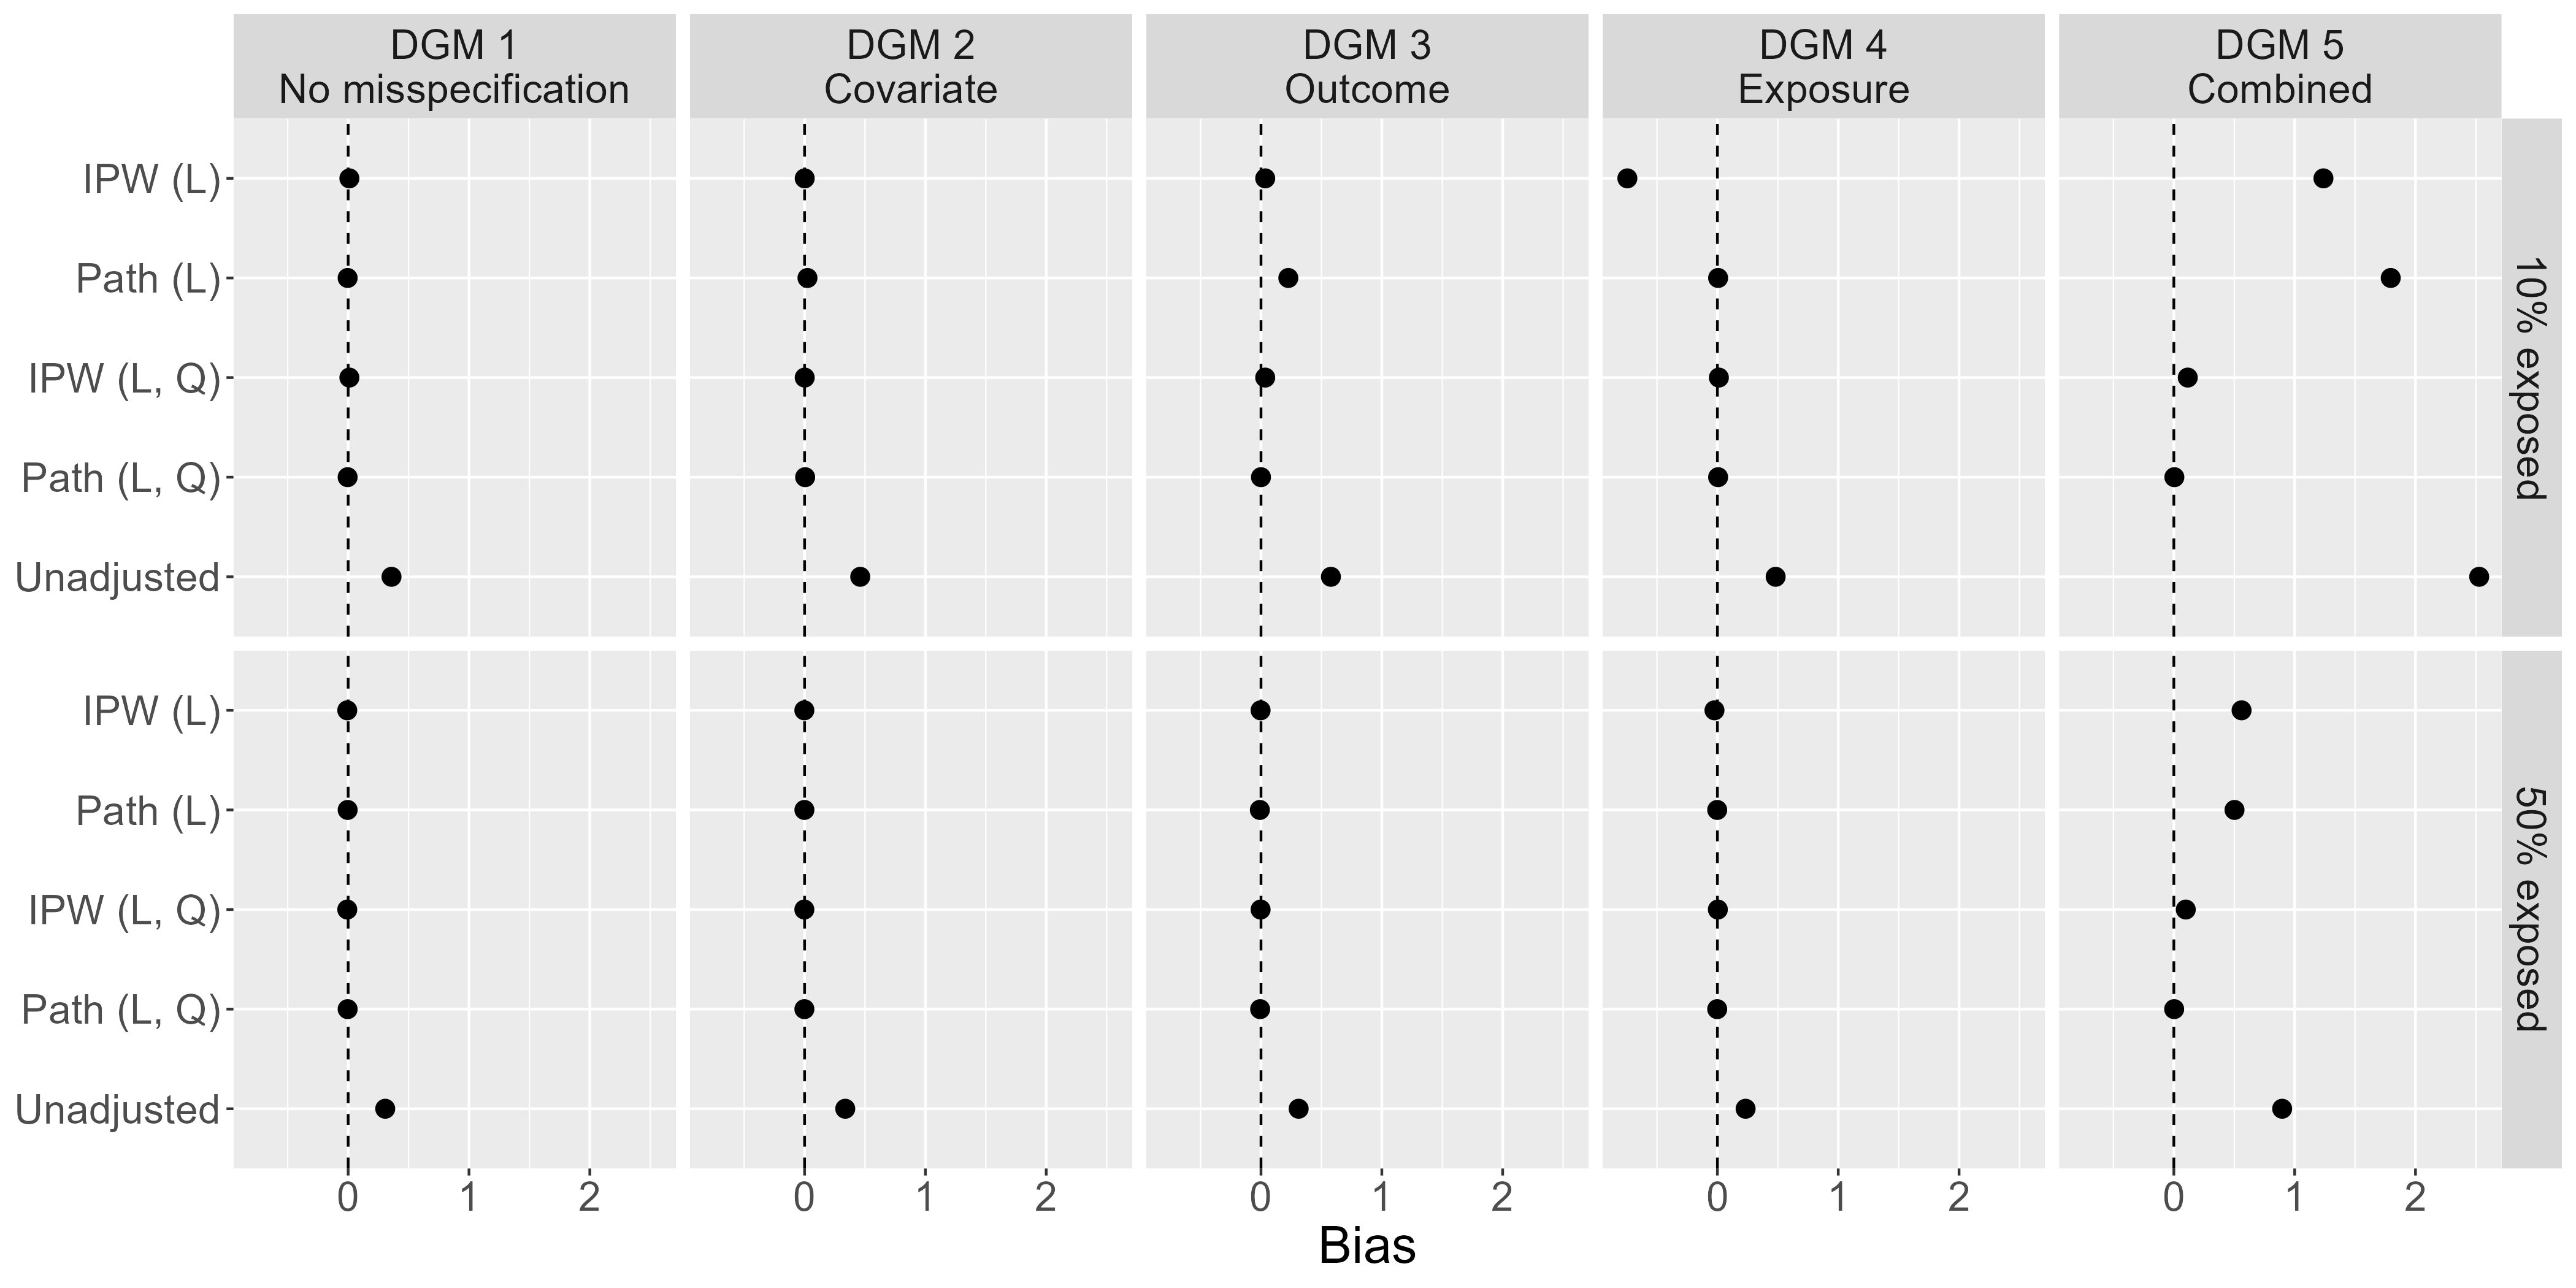 DGM 1
No misspecification
DGM 2
Covariate
DGM 3
Outcome
DGM 4
Exposure
DGM 5
Combined
IPW (L)
Path (L)
IPW (L, Q)
Path (L, Q)
Unadjusted
10% exposed
IPW (L)
Path (L)
IPW (L, Q)
Path (L, Q)
Unadjusted
50% exposed
0 1 2 0 1 2 0 1 2 0 1 2 0 1 2
Bias